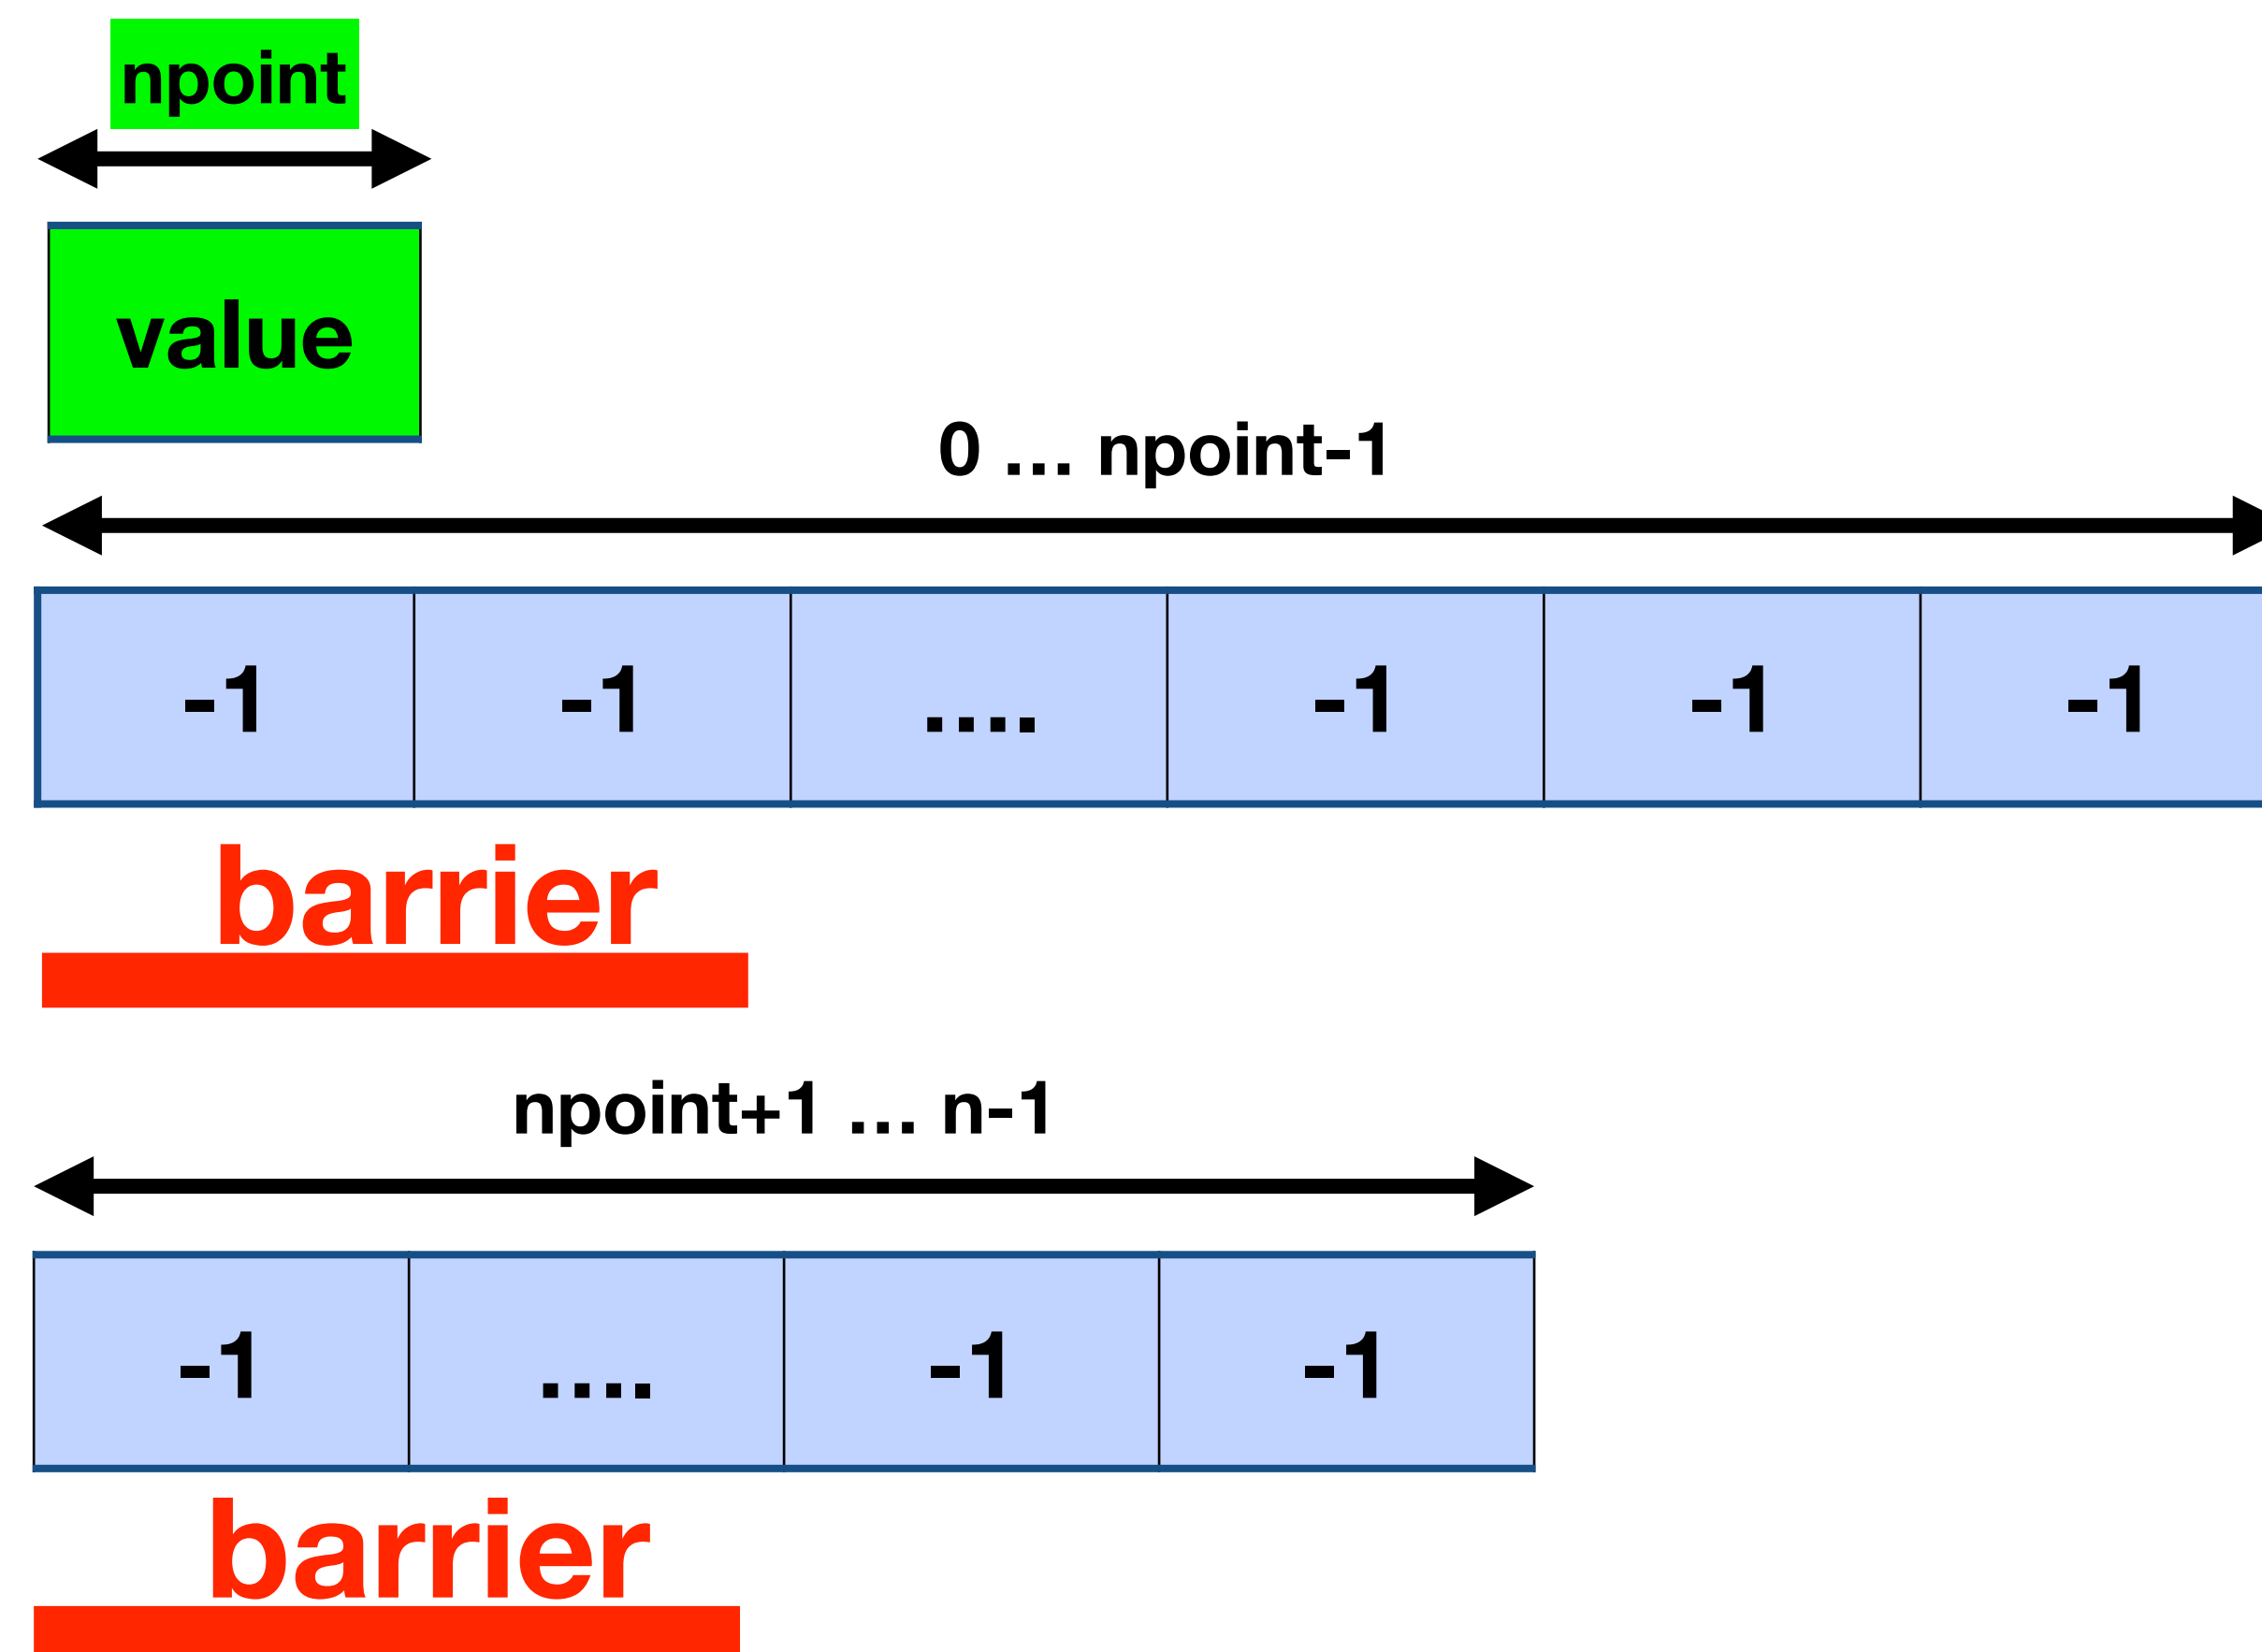 npoint
value
0 ... npoint-1
-1 -1 .... -1 -1 -1
barrier
npoint+1 ... n-1
-1 .... -1 -1
barrier